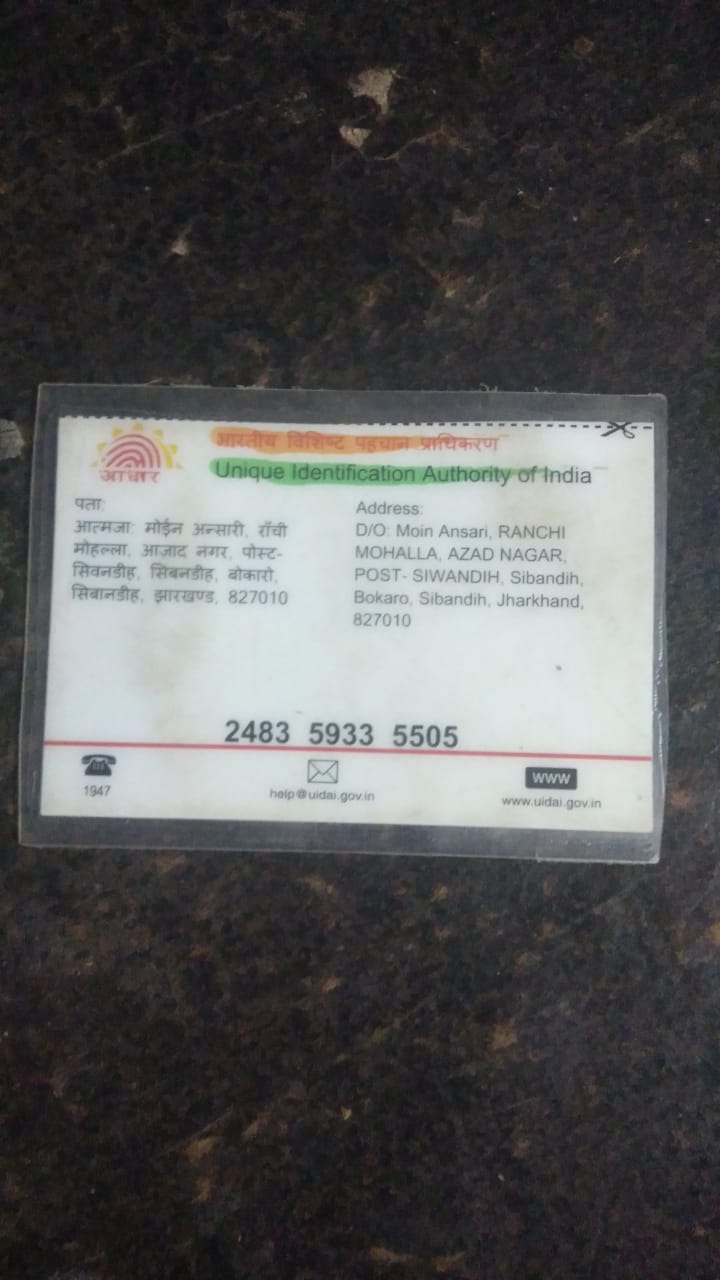 भारतीय विशिष्ट पहचान प्राधिकरण
आधार
Unique Identification Authority of India
पता:
आत्मजा: मोईन अन्सारी, राँची
मोहल्ला, आज़ाद नगर, पोस्ट-
सिवनडीह, सिबनडीह, बोकारो,
सिबानडीह, झारखण्ड, 827010
Address:
D/O: Moin Ansari, RANCHI
MOHALLA, AZAD NAGAR,
POST- SIWANDIH, Sibandih,
Bokaro, Sibandih, Jharkhand,
827010
2483 5933 5505
1947
help@uidai.gov.in
WWW
www.uidai.gov.in